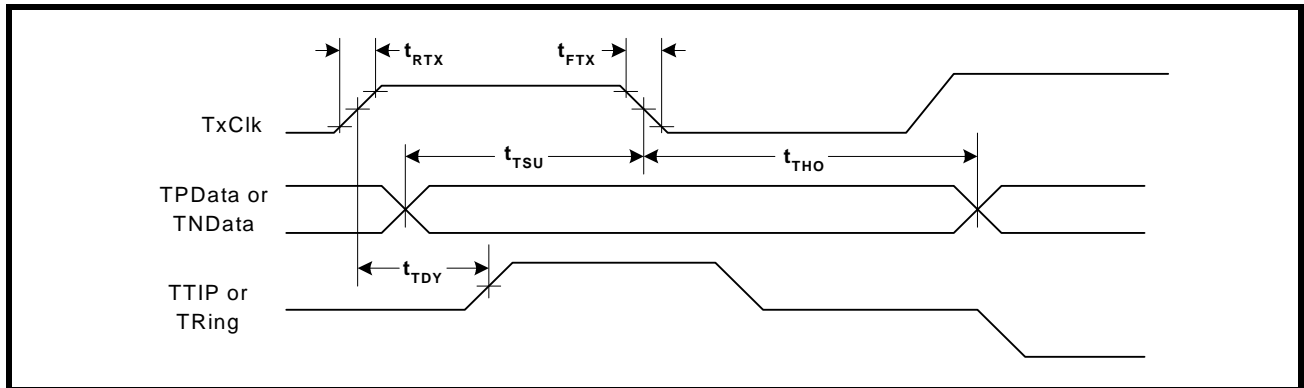 tRTX
tFTX
TxClk
tTSU
tTHO
TPData or
TNData
tTDY
TTIP or
TRing